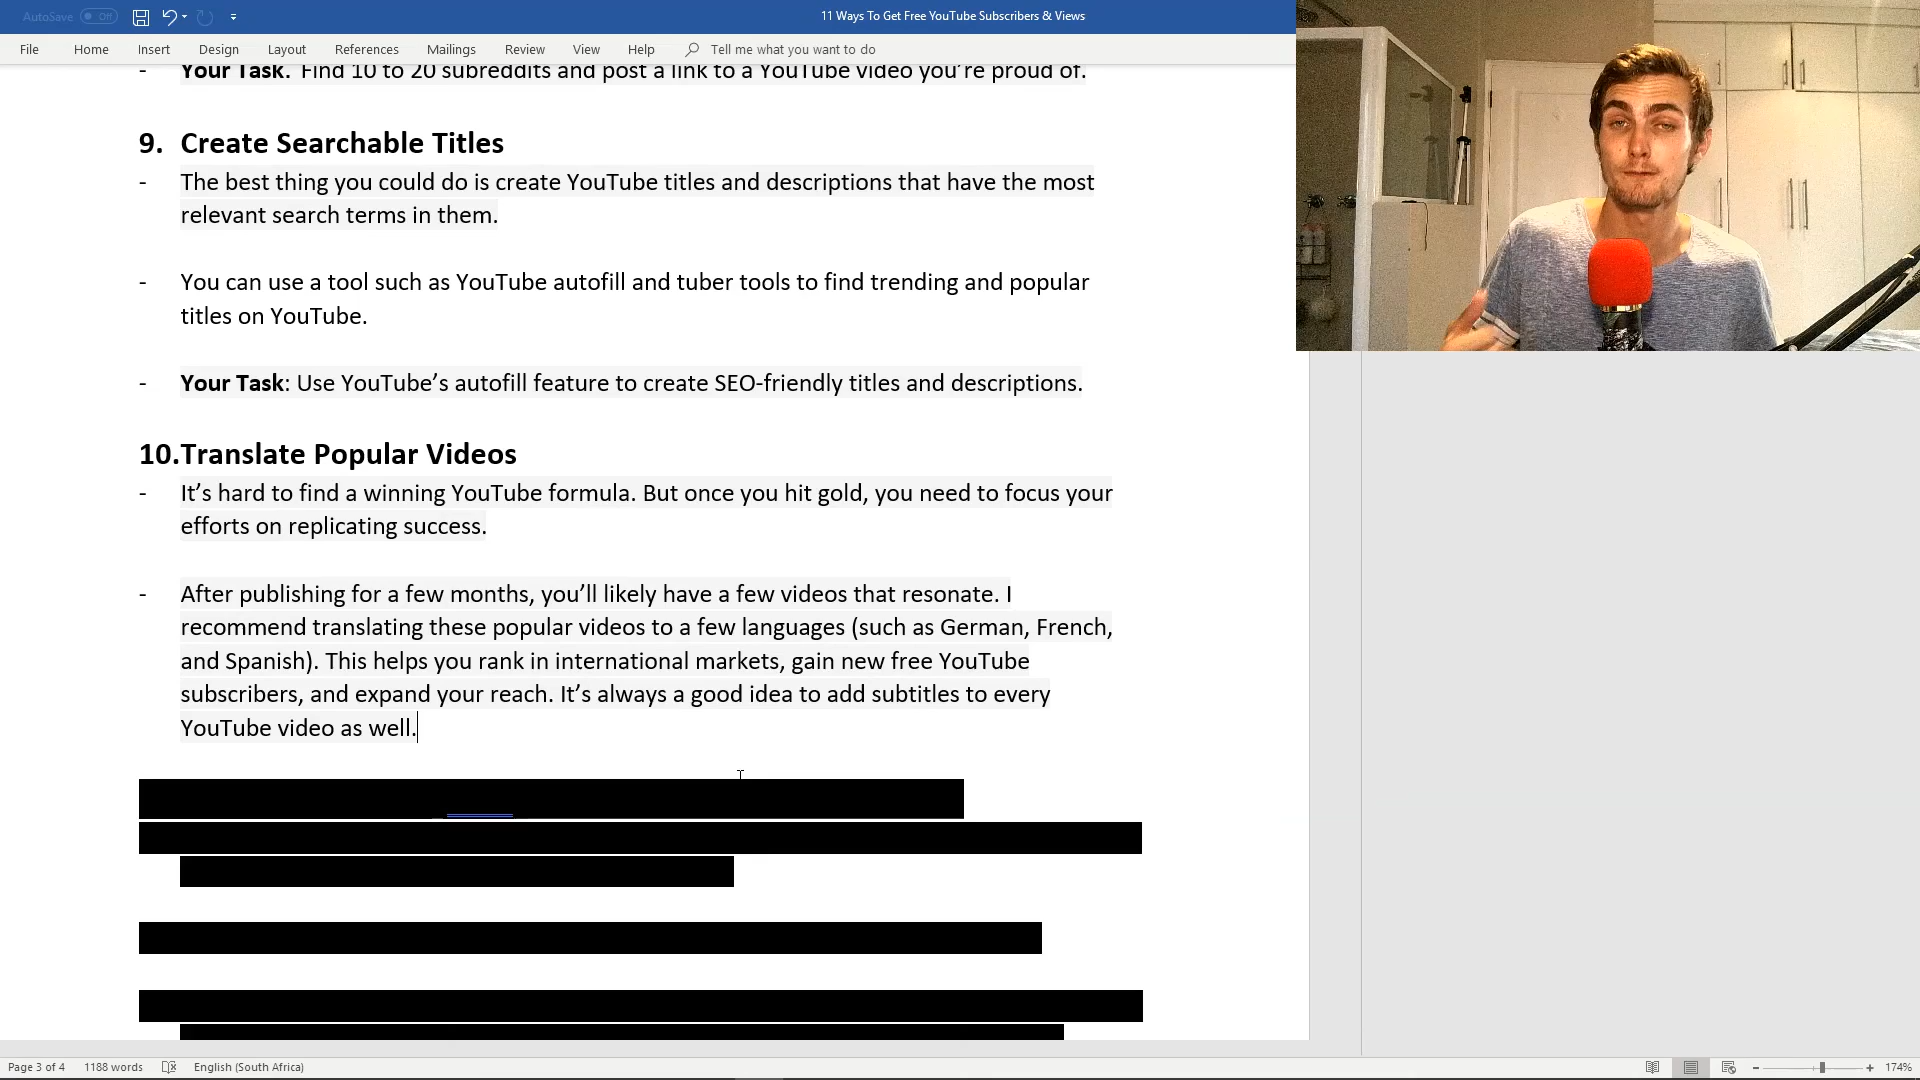 AutoSave Off
11 Ways To Get Free YouTube Subscribers & Views
File Home Insert Design Layout References Mailings Review View Help Tell me what you want to do
- Your Task: Find 10 to 20 subreddits and post a link to a YouTube video you’re proud of.
9. Create Searchable Titles
- The best thing you could do is create YouTube titles and descriptions that have the most
relevant search terms in them.
- You can use a tool such as YouTube autofill and tuber tools to find trending and popular
titles on YouTube.
- Your Task: Use YouTube’s autofill feature to create SEO-friendly titles and descriptions.
10.Translate Popular Videos
- It’s hard to find a winning YouTube formula. But once you hit gold, you need to focus your
efforts on replicating success.
- After publishing for a few months, you’ll likely have a few videos that resonate. I
recommend translating these popular videos to a few languages (such as German, French,
and Spanish). This helps you rank in international markets, gain new free YouTube
subscribers, and expand your reach. It’s always a good idea to add subtitles to every
YouTube video as well.
Page 3 of 4 1188 words English (South Africa) 174%